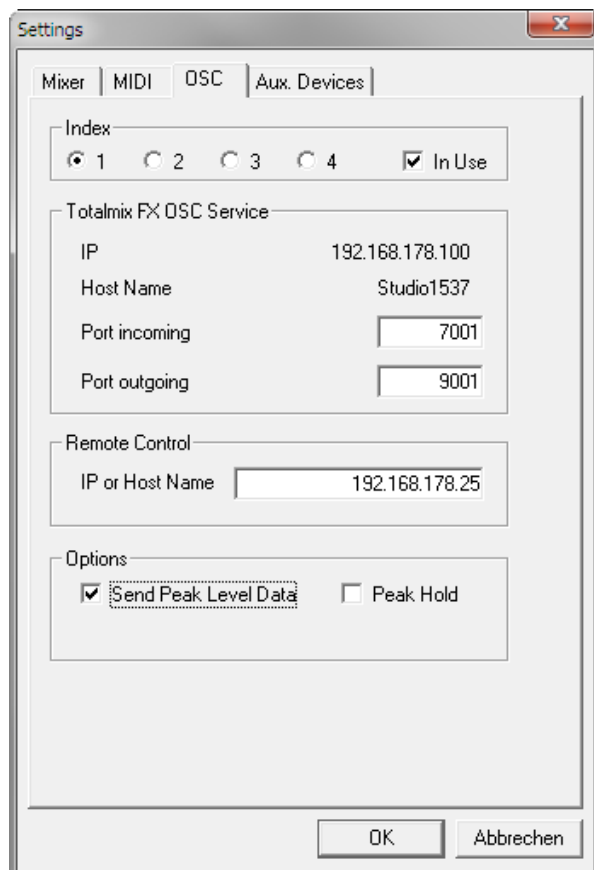 Settings
Mixer MIDI OSC Aux. Devices
Index
1 2 3 4 In Use
Totalmix FX OSC Service
IP 192.168.178.100
Host Name Studio1537
Port incoming 7001
Port outgoing 9001
Remote Control
IP or Host Name 192.168.178.25
Options
Send Peak Level Data Peak Hold
OK Abbrechen